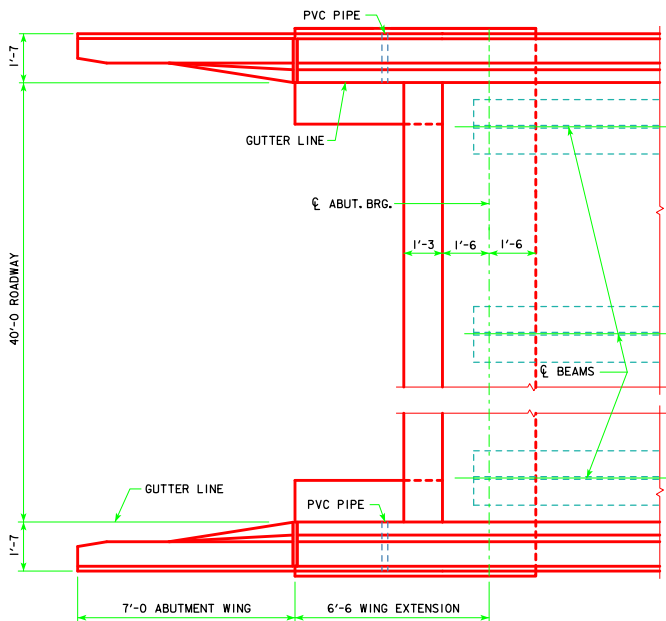 PVC PIPE
1'-7
GUTTER LINE
℄ ABUT. BRG.
1'-3
1'-6
1'-6
40'-0 ROADWAY
℄ BEAMS
GUTTER LINE
PVC PIPE
1'-7
7'-0 ABUTMENT WING
6'-6 WING EXTENSION